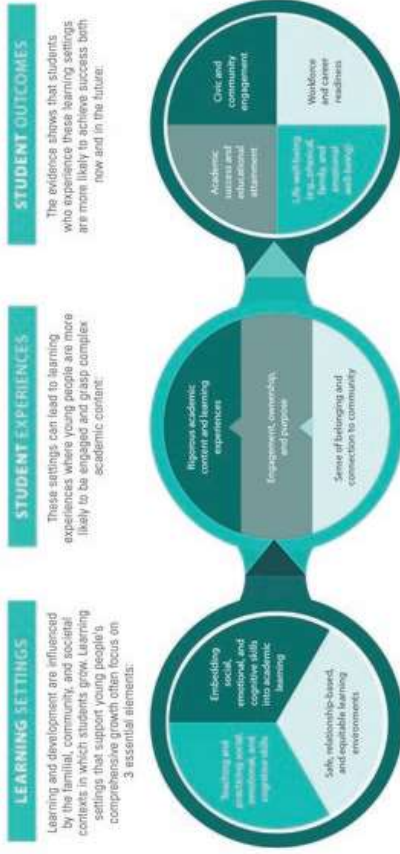 LEARNING SETTINGS
Learning and development are influenced
by the familial, community, and societal
contexts in which students grow. Learning
settings that support young people's
comprehensive growth often focus on
3 essential elements:
Teaching and
practicing social,
emotional, and
cognitive skills
Embedding
social,
emotional, and
cognitive skills
into academic
learning
Safe, relationship-based,
and equitable learning
environments
STUDENT EXPERIENCES
These settings can lead to learning
experiences where young people are more
likely to be engaged and grasp complex
academic content:
Rigorous academic
content and learning
experiences
Engagement, ownership,
and purpose
Sense of belonging and
connection to community
STUDENT OUTCOMES
The evidence shows that students
who experience these learning settings
are more likely to achieve success both
now and in the future:
Academic
success and
educational
attainment
Civic and
community
engagement
Life well-being
(e.g., physical,
family, and
emotional
well-being)
Workforce
and career
readiness